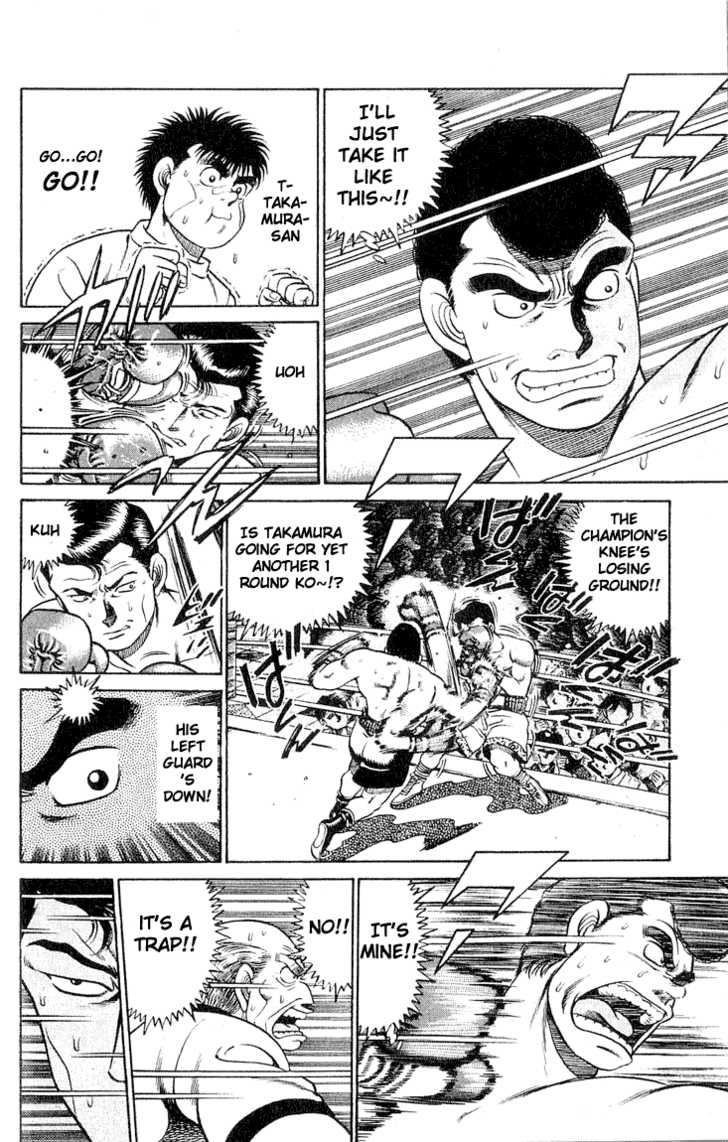 I'LL
JUST
TAKE IT
LIKE
THIS~!!
GO...GO!
GO!!
T-
TAKA-
MURA-
SAN
UOH
THE
CHAMPION'S
KNEE'S
LOSING
GROUND!!
IS TAKAMURA
GOING FOR YET
ANOTHER 1
ROUND KO~!?
KUH
HIS
LEFT
GUARD
'S
DOWN!
IT'S
MINE!!
NO!!
IT'S A
TRAP!!